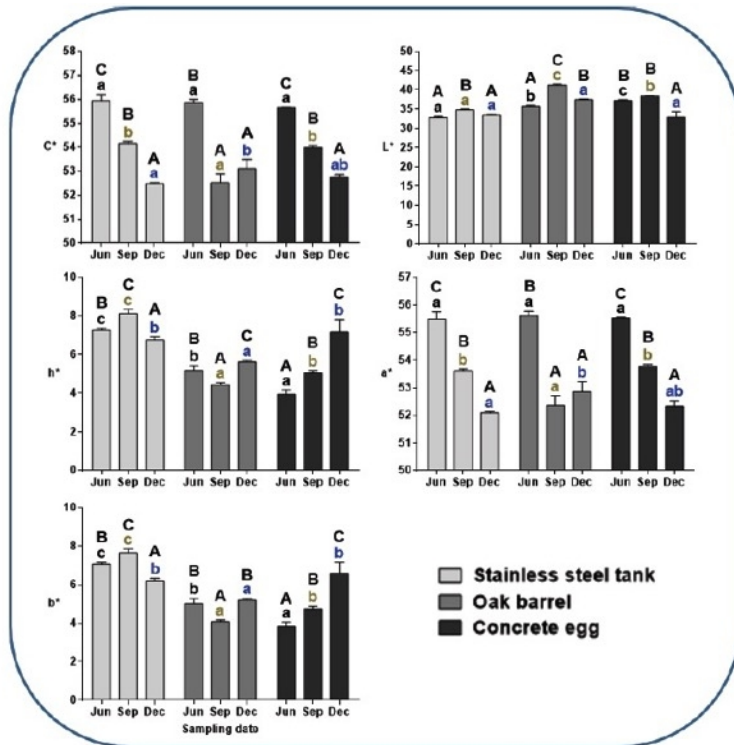 58
C
a
B
a
C
a
57
B
b
B
b
56
A
a
A
a
A
b
A
ab
55
54
53
52
51
50
C*
Jun Sep Dec Jun Sep Dec Jun Sep Dec
50
45
40
35
30
25
20
15
10
5
0
L*
A
a
B
a
A
a
A
b
C
c
B
a
B
c
C
b
A
a
Jun Sep Dec Jun Sep Dec Jun Sep Dec
10
8
6
4
2
0
h*
B
c
C
c
A
b
B
b
A
a
C
a
A
a
B
b
C
b
Jun Sep Dec Jun Sep Dec Jun Sep Dec
57
56
55
54
53
52
51
50
a*
C
a
B
b
A
a
B
a
A
a
A
b
C
a
B
b
A
ab
Jun Sep Dec Jun Sep Dec Jun Sep Dec
10
8
6
4
2
0
b*
B
c
C
c
A
b
B
b
A
a
B
a
A
a
B
b
C
b
Jun Sep Dec Jun Sep Dec Jun Sep Dec
Sampling date
Stainless steel tank
Oak barrel
Concrete egg